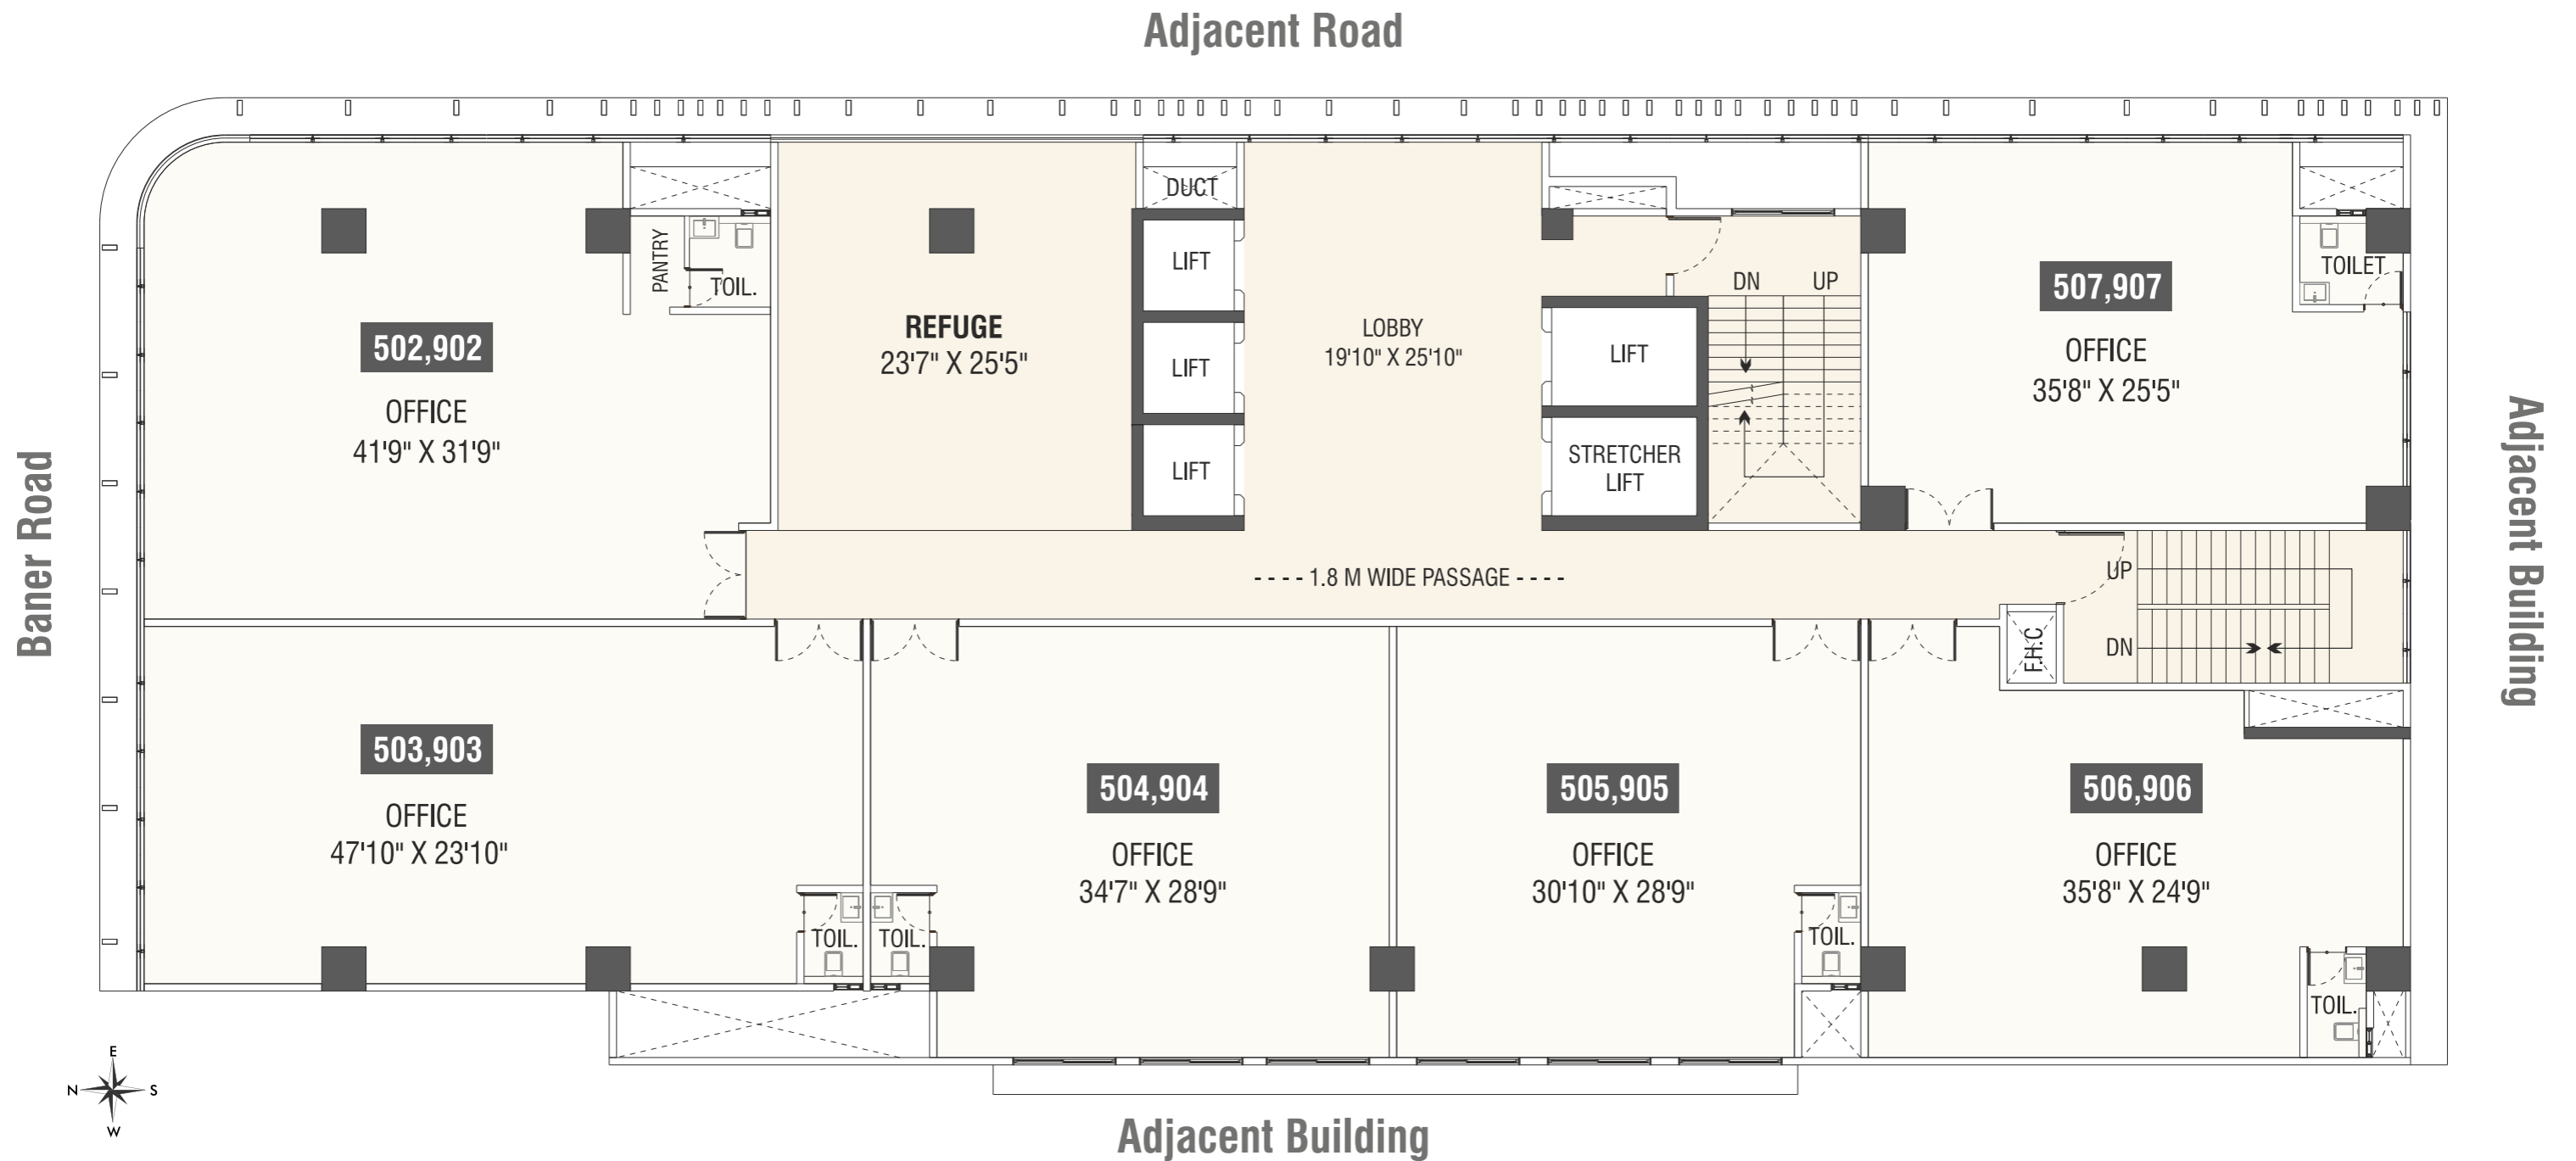 Adjacent Road
Baner Road
Adjacent Building
502,902
OFFICE
41'9" X 31'9"
PANTRY
TOIL.
REFUGE
23'7" X 25'5"
DUCT
LIFT
LIFT
LIFT
LOBBY
19'10" X 25'10"
LIFT
STRETCHER
LIFT
DN
UP
507,907
OFFICE
35'8" X 25'5"
TOILET
- - - - 1.8 M WIDE PASSAGE - - - -
UP
DN
F.H.C
503,903
OFFICE
47'10" X 23'10"
TOIL.
TOIL.
504,904
OFFICE
34'7" X 28'9"
505,905
OFFICE
30'10" X 28'9"
TOIL.
506,906
OFFICE
35'8" X 24'9"
TOIL.
E
N
S
W
Adjacent Building